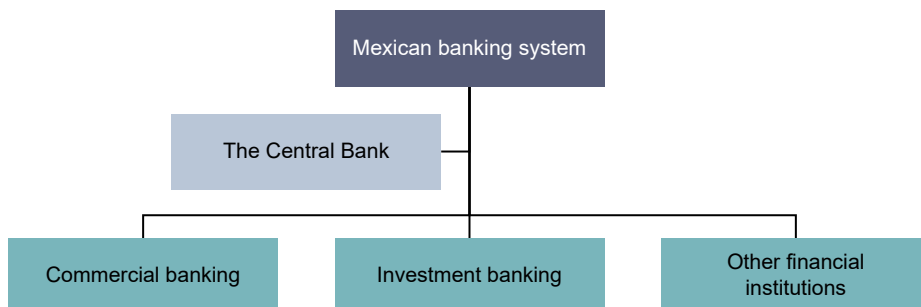 Mexican banking system
The Central Bank
Commercial banking
Investment banking
Other financial
institutions